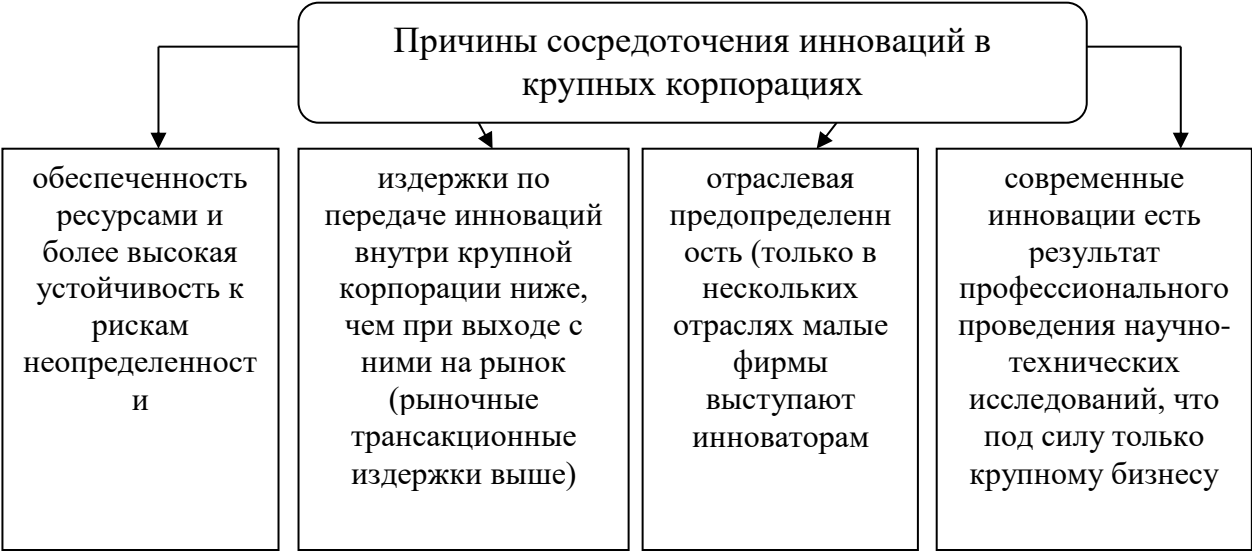 Причины сосредоточения инноваций в
крупных корпорациях
обеспеченность
ресурсами и
более высокая
устойчивость к
рискам
неопределенност
и
издержки по
передаче инноваций
внутри крупной
корпорации ниже,
чем при выходе с
ними на рынок
(рыночные
трансакционные
издержки выше)
отраслевая
предопределенн
ость (только в
нескольких
отраслях малые
фирмы
выступают
инноваторам
современные
инновации есть
результат
профессионального
проведения научно-
технических
исследований, что
под силу только
крупному бизнесу